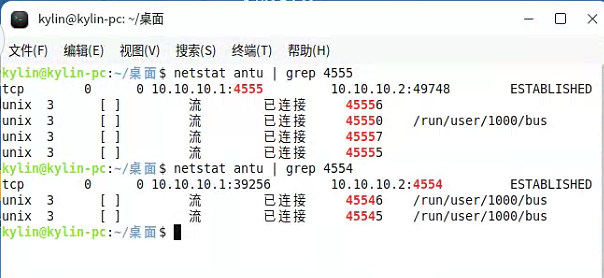 kylin@kylin-pc: ~/桌面
文件(F) 编辑(E) 视图(V) 搜索(S) 终端(T) 帮助(H)
kylin@kylin-pc:~/桌面$ netstat antu | grep 4555
tcp 0 0 10.10.10.1:4555 10.10.10.2:49748 ESTABLISHED
unix 3 [ ] 流 已连接 45556
unix 3 [ ] 流 已连接 45550 /run/user/1000/bus
unix 3 [ ] 流 已连接 45557
unix 3 [ ] 流 已连接 45555
kylin@kylin-pc:~/桌面$ netstat antu | grep 4554
tcp 0 0 10.10.10.1:39256 10.10.10.2:4554 ESTABLISHED
unix 3 [ ] 流 已连接 45546 /run/user/1000/bus
unix 3 [ ] 流 已连接 45545 /run/user/1000/bus
kylin@kylin-pc:~/桌面$